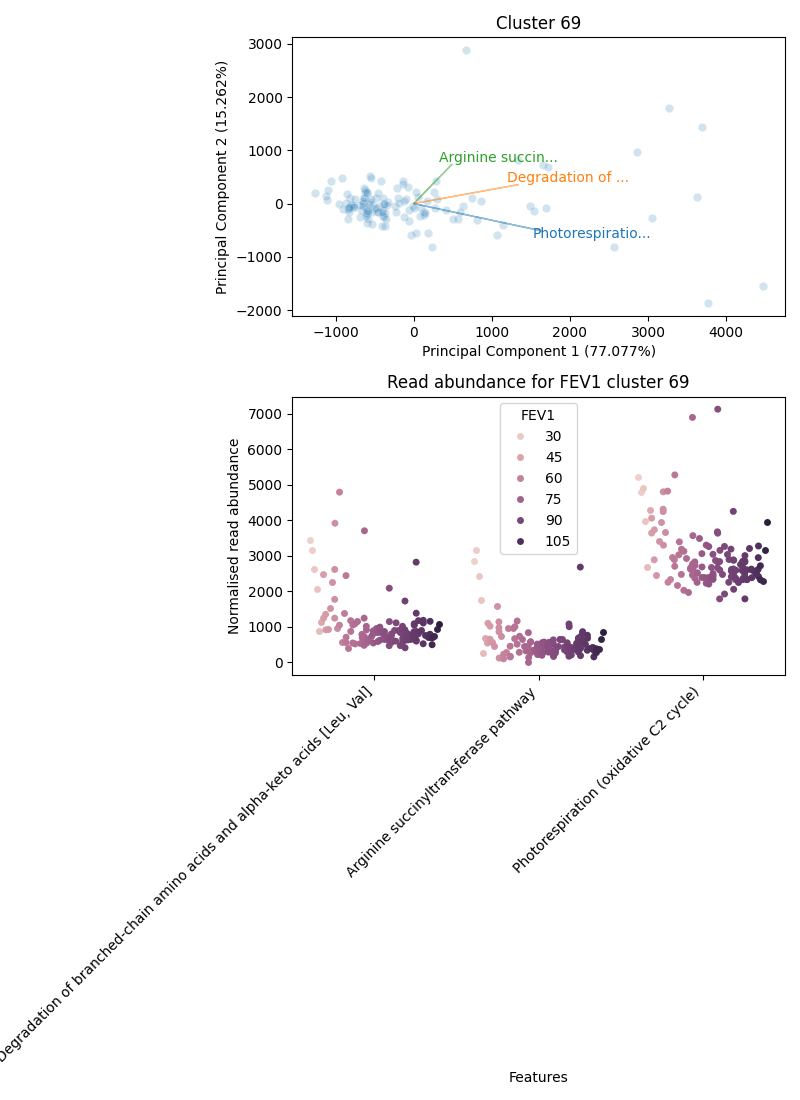 Cluster 69
Principal Component 2 (15.262%)
3000
2000
1000
0
−1000
−2000
Arginine succin...
Degradation of ...
Photorespiratio...
−1000
0
1000
2000
3000
4000
Principal Component 1 (77.077%)
Read abundance for FEV1 cluster 69
Normalised read abundance
7000
6000
5000
4000
3000
2000
1000
0
FEV1
30
45
60
75
90
105
Degradation of branched-chain amino acids and alpha-keto acids [Leu, Val]
Arginine succinyltransferase pathway
Photorespiration (oxidative C2 cycle)
Features